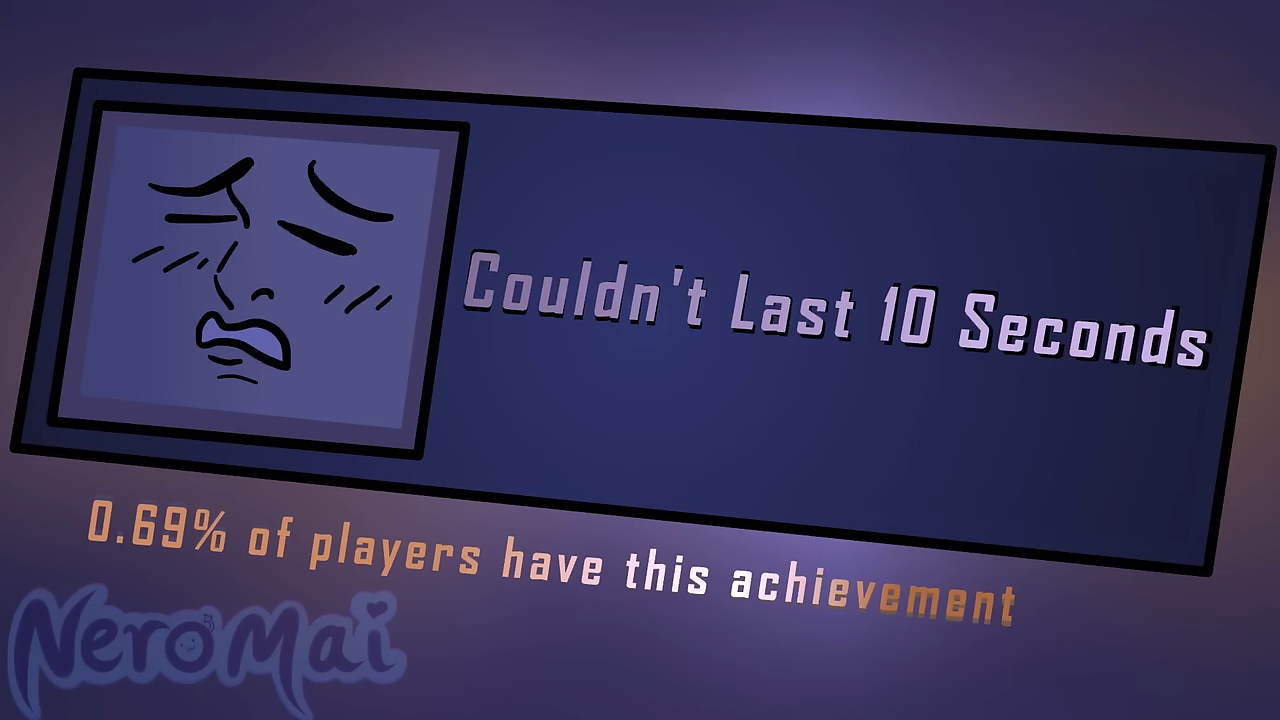 Couldn't Last 10 Seconds
0.69% of players have this achievement
NeroMai